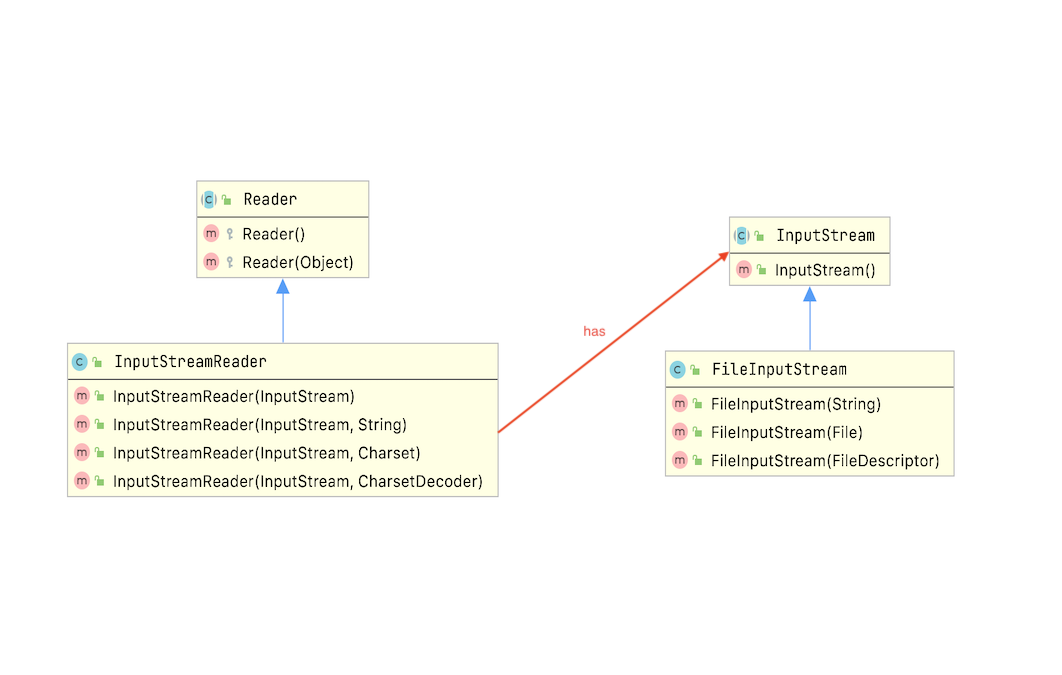 Reader
Reader()
Reader(Object)
InputStream
InputStream()
has
InputStreamReader
InputStreamReader(InputStream)
InputStreamReader(InputStream, String)
InputStreamReader(InputStream, Charset)
InputStreamReader(InputStream, CharsetDecoder)
FileInputStream
FileInputStream(String)
FileInputStream(File)
FileInputStream(FileDescriptor)